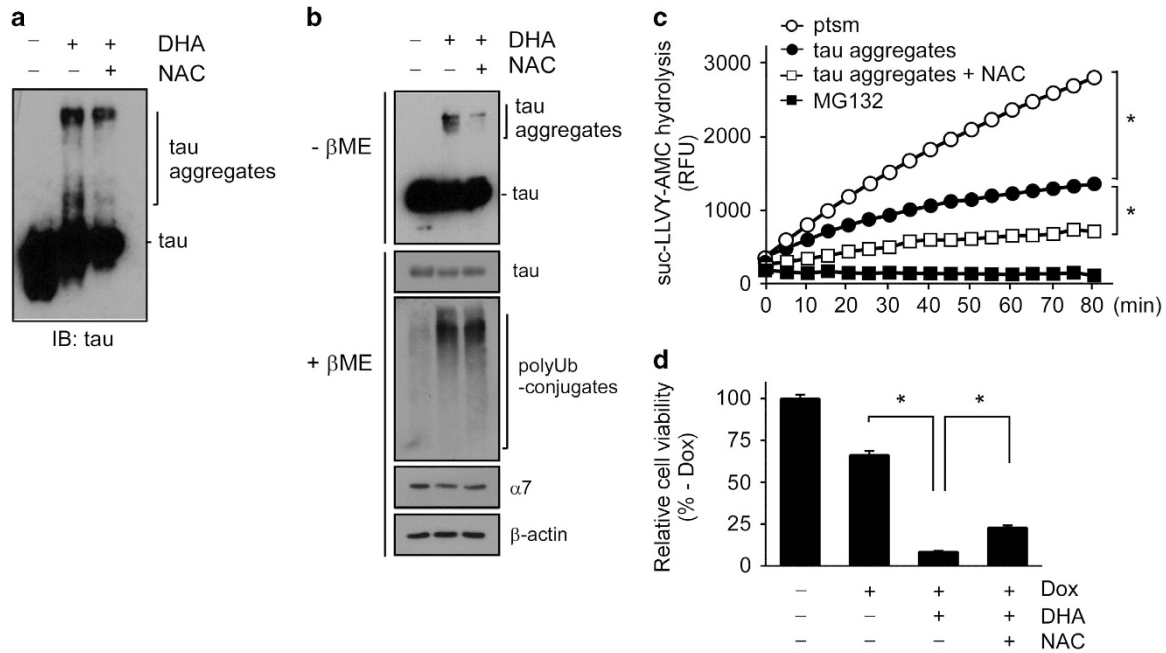 a
– + + DHA
– – + NAC
tau
aggregates
- tau
IB: tau
b
– + + DHA
– – + NAC
- βME
tau
aggregates
- tau
tau
+ βME
polyUb
-conjugates
α7
β-actin
c
ptsm
tau aggregates
tau aggregates + NAC
MG132
suc-LLVY-AMC hydrolysis
(RFU)
3000
2000
1000
0
0 10 20 30 40 50 60 70 80 (min)
*
*
d
Relative cell viability
(% - Dox)
100
75
50
25
0
* *
– + + + Dox
– – + + DHA
– – – + NAC